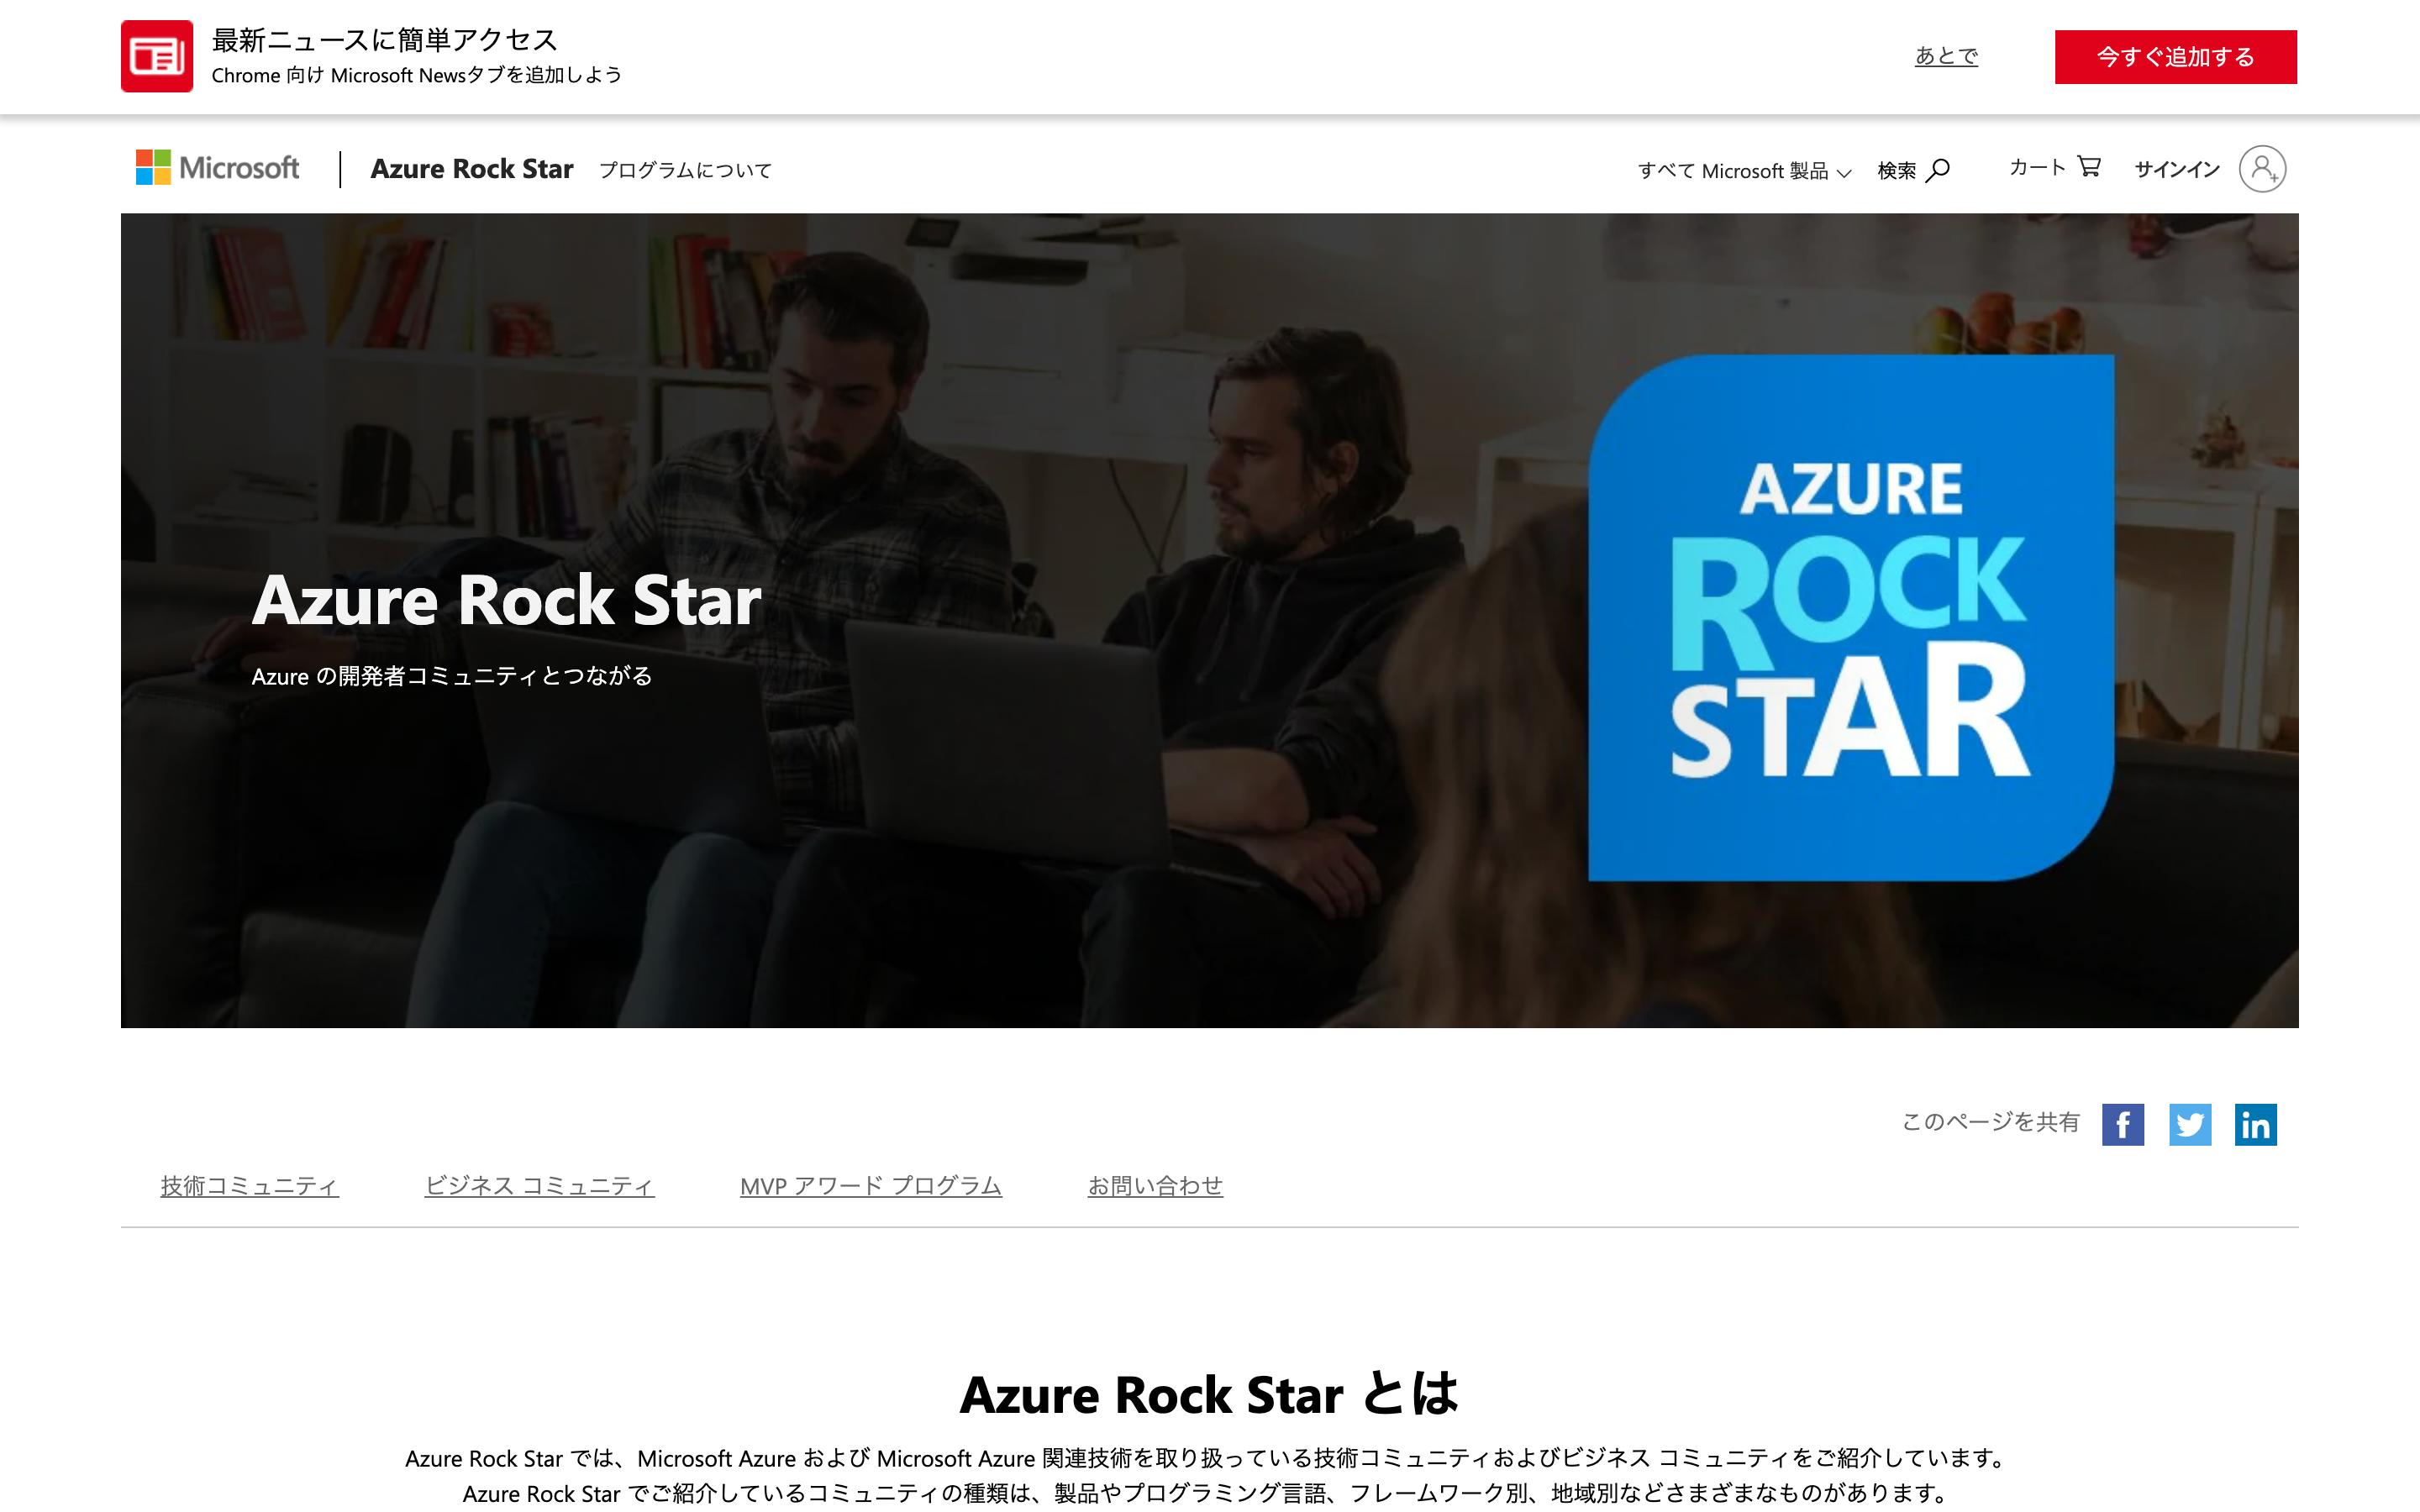 最新ニュースに簡単アクセス
Chrome 向け Microsoft Newsタブを追加しよう
あとで
今すぐ追加する
Microsoft
Azure Rock Star
プログラムについて
すべて Microsoft 製品
検索
カート
サインイン
Azure Rock Star
Azure の開発者コミュニティとつながる
AZURE
ROCK
STAR
このページを共有
技術コミュニティ
ビジネス コミュニティ
MVP アワード プログラム
お問い合わせ
Azure Rock Star とは
Azure Rock Star では、Microsoft Azure および Microsoft Azure 関連技術を取り扱っている技術コミュニティおよびビジネス コミュニティをご紹介しています。
Azure Rock Star でご紹介しているコミュニティの種類は、製品やプログラミング言語、フレームワーク別、地域別などさまざまなものがあります。